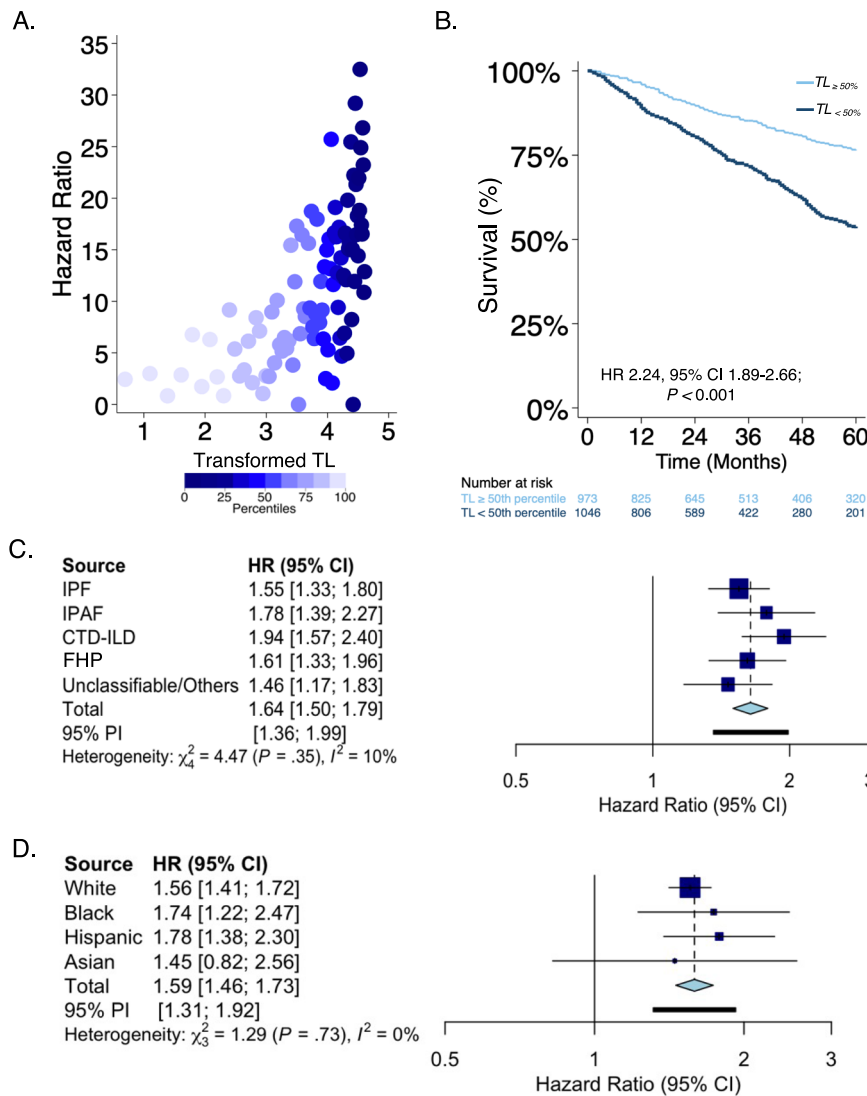 A.
35
30
25
20
15
10
5
0
Hazard Ratio
1 2 3 4 5
Transformed TL
0 25 50 75 100
Percentiles
B.
100%
75%
50%
25%
0%
Survival (%)
TL ≥ 50%
TL < 50%
HR 2.24, 95% CI 1.89-2.66;
P < 0.001
0 12 24 36 48 60
Time (Months)
Number at risk
TL ≥ 50th percentile 973 825 645 513 406 320
TL < 50th percentile 1046 806 589 422 280 201
C.
Source HR (95% CI)
IPF 1.55 [1.33; 1.80]
IPAF 1.78 [1.39; 2.27]
CTD-ILD 1.94 [1.57; 2.40]
FHP 1.61 [1.33; 1.96]
Unclassifiable/Others 1.46 [1.17; 1.83]
Total 1.64 [1.50; 1.79]
95% PI [1.36; 1.99]
Heterogeneity: χ²₄ = 4.47 (P = .35), I² = 10%
0.5 1 2 3
Hazard Ratio (95% CI)
D.
Source HR (95% CI)
White 1.56 [1.41; 1.72]
Black 1.74 [1.22; 2.47]
Hispanic 1.78 [1.38; 2.30]
Asian 1.45 [0.82; 2.56]
Total 1.59 [1.46; 1.73]
95% PI [1.31; 1.92]
Heterogeneity: χ²₃ = 1.29 (P = .73), I² = 0%
0.5 1 2 3
Hazard Ratio (95% CI)